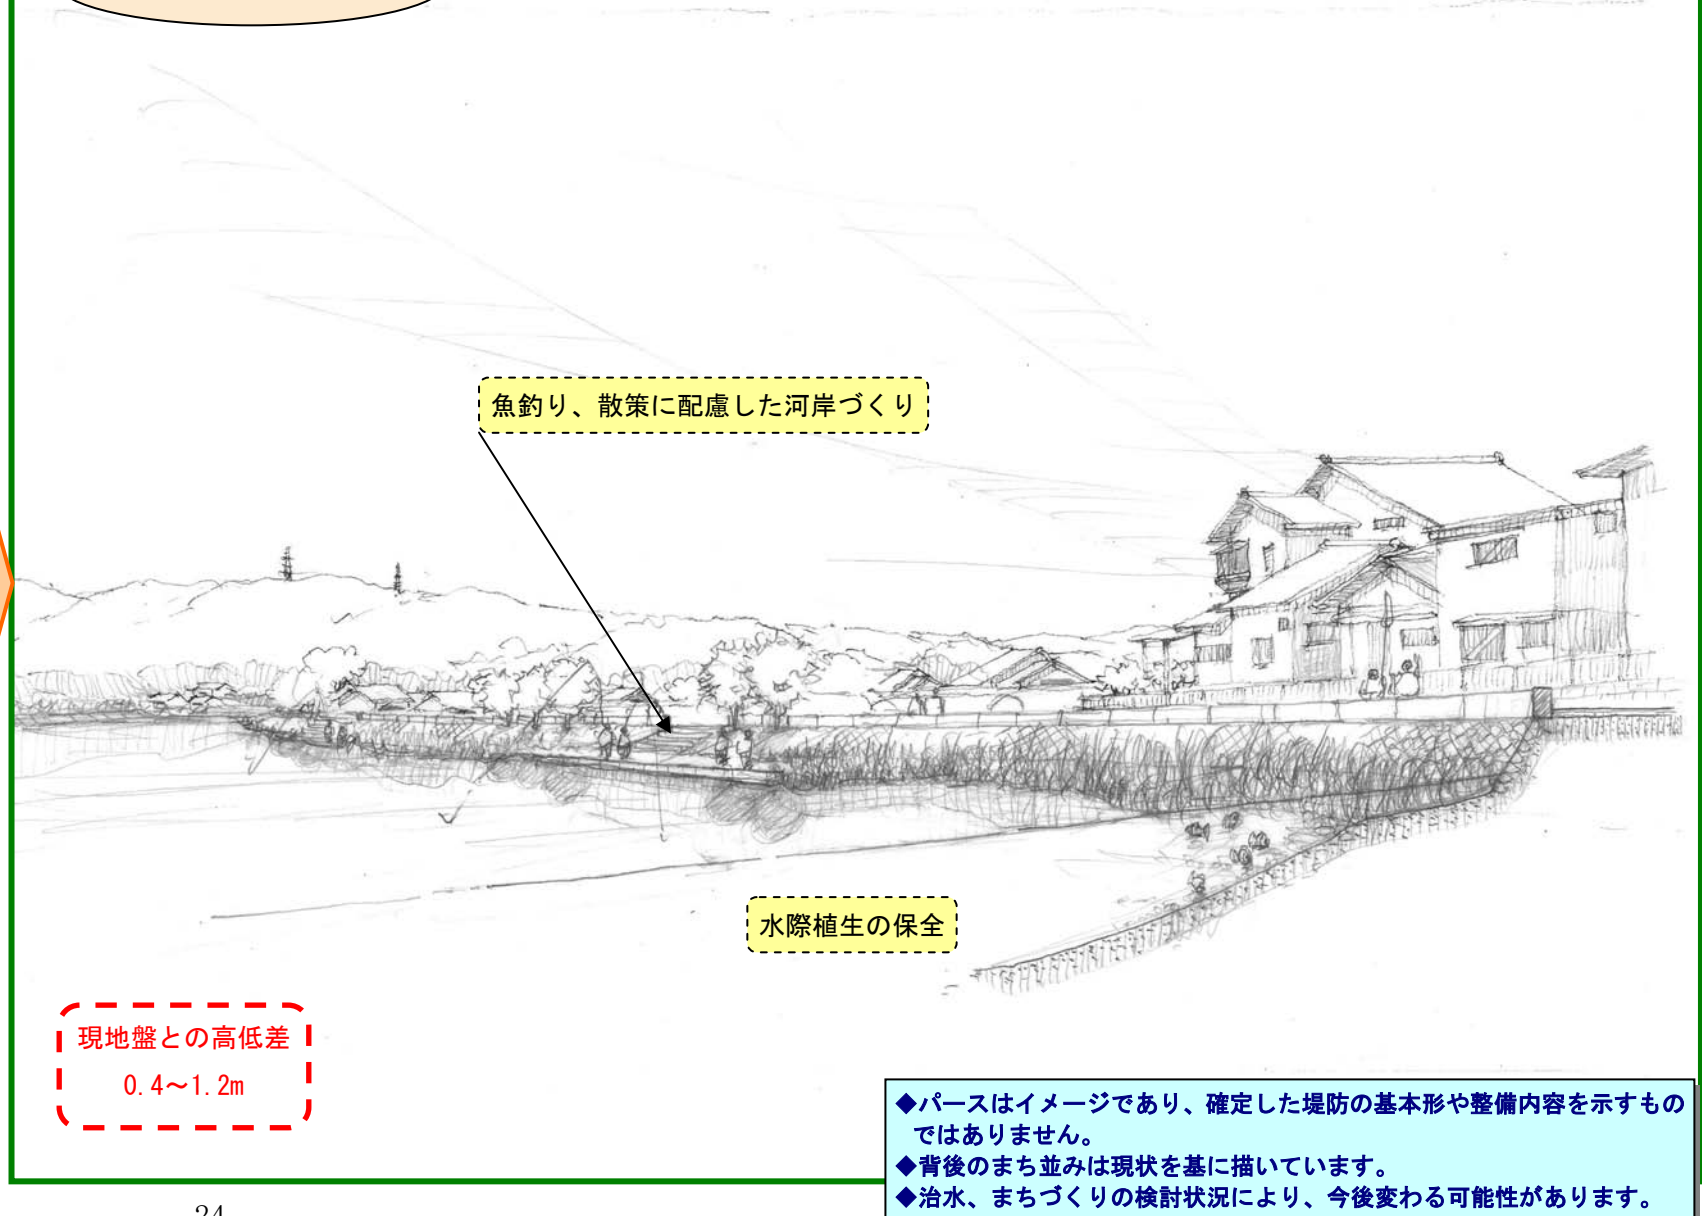 魚釣り、散策に配慮した河岸づくり
水際植生の保全
現地盤との高低差
0.4～1.2m
◆パースはイメージであり、確定した堤防の基本形や整備内容を示すもの
ではありません。
◆背後のまち並みは現状を基に描いています。
◆治水、まちづくりの検討状況により、今後変わる可能性があります。
24